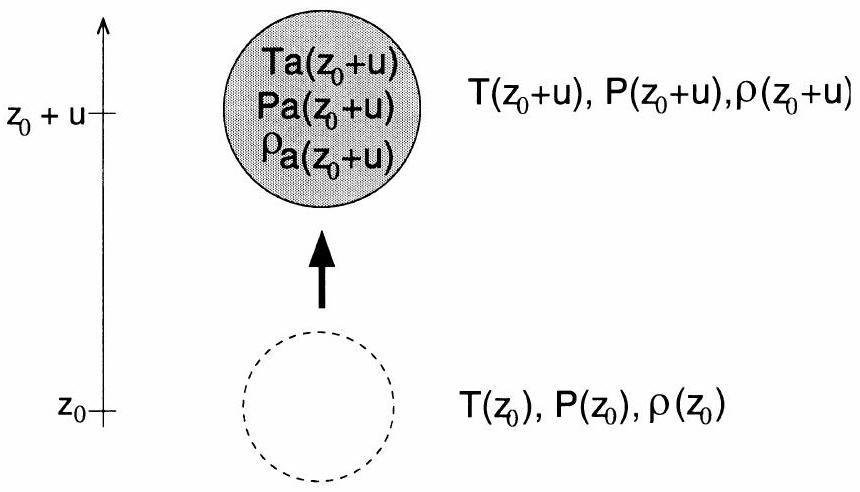 Ta(z₀+u)
z₀ + u
Pa(z₀+u)
T(z₀+u), P(z₀+u),ρ(z₀+u)
ρa(z₀+u)
z₀
T(z₀), P(z₀), ρ(z₀)